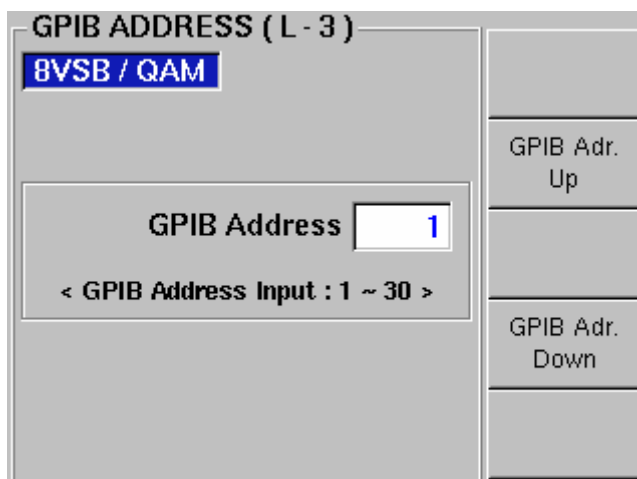 GPIB ADDRESS ( L - 3 )
8VSB / QAM
GPIB Address 1
< GPIB Address Input : 1 ~ 30 >
GPIB Adr.
Up
GPIB Adr.
Down